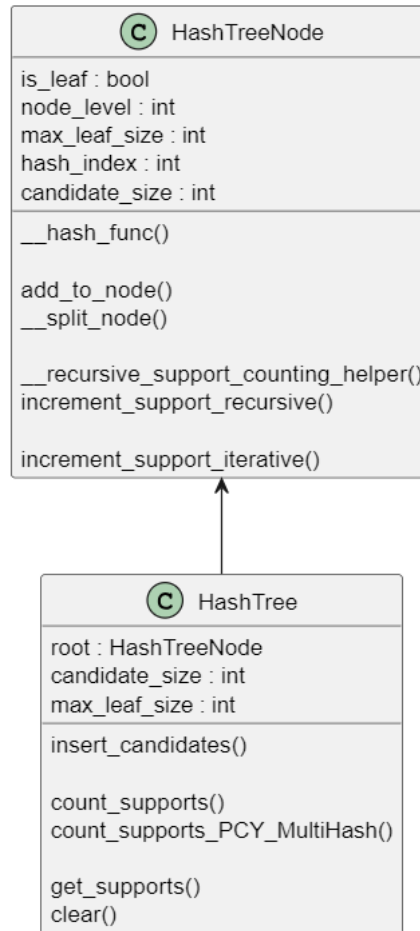 C HashTreeNode
is_leaf : bool
node_level : int
max_leaf_size : int
hash_index : int
candidate_size : int
__hash_func()
add_to_node()
__split_node()
__recursive_support_counting_helper()
increment_support_recursive()
increment_support_iterative()
C HashTree
root : HashTreeNode
candidate_size : int
max_leaf_size : int
insert_candidates()
count_supports()
count_supports_PCY_MultiHash()
get_supports()
clear()